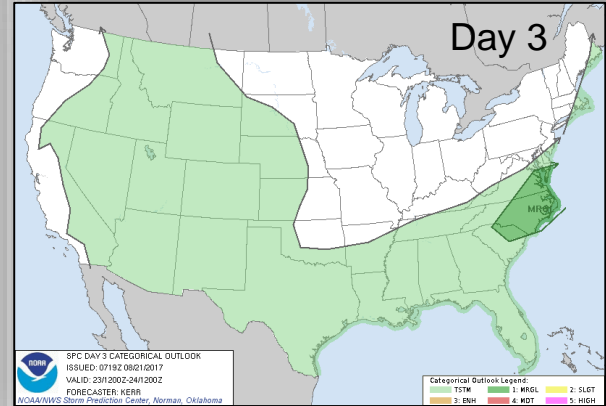 Day 3
MRGL
NOAA
SPC DAY 3 CATEGORICAL OUTLOOK
ISSUED: 0719Z 08/21/2017
VALID: 23/1200Z-24/1200Z
FORECASTER: KERR
NOAA/NWS Storm Prediction Center, Norman, Oklahoma
Categorical Outlook Legend:
TSTM 1: MRGL 2: SLGT
3: ENH 4: MDT 5: HIGH